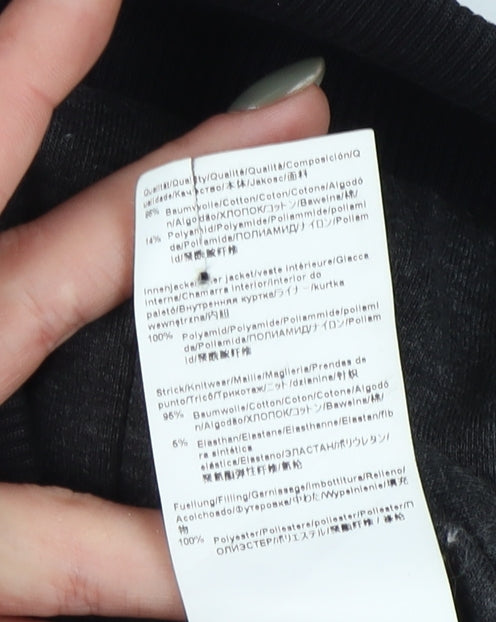 Qualität/Quality/Qualité/Qualità/Composición/Q
ualidade/Качество/本体/Jakość/面料
86% Baumwolle/Cotton/Coton/Cotone/Algodó
n/Algodão/ХЛОПОК/コットン/Bawełna/棉/
14% Polyamid/Polyamide/Poliammide/poliami
da/Poliamida/ПОЛИАМИД/ナイロン/Poliam
id/聚酰胺纤维
Innenjacke/Inner jacket/veste intérieure/Giacca
interna/Chamarra interior/interior do
paletó/Внутренняя куртка/ライナー/kurtka
wewnętrzna/内胆
100% Polyamid/Polyamide/Poliammide/poliami
da/Poliamida/ПОЛИАМИД/ナイロン/Poliam
id/聚酰胺纤维
Strick/Knitwear/Maille/Maglieria/Prendas de
punto/Tricô/Трикотаж/ニット/dzianina/针织
95% Baumwolle/Cotton/Coton/Cotone/Algodó
n/Algodão/ХЛОПОК/コットン/Bawełna/棉/
5% Elasthan/Elastane/Elasthanne/Elastan/fib
ra sintética
elástica/Elastano/ЭЛАСТАН/ポリウレタン/
聚氨酯弹性纤维/氨纶
Fuellung/Filling/Garnissage/Imbottitura/Relleno/
Acolchoado/Футеровка/中わた/Wypełnienie/填充
物
100% Polyester/Poliestere/poliester/Poliester/П
ОЛИЭСТЕР/ポリエステル/聚酯纤维 / 涤纶